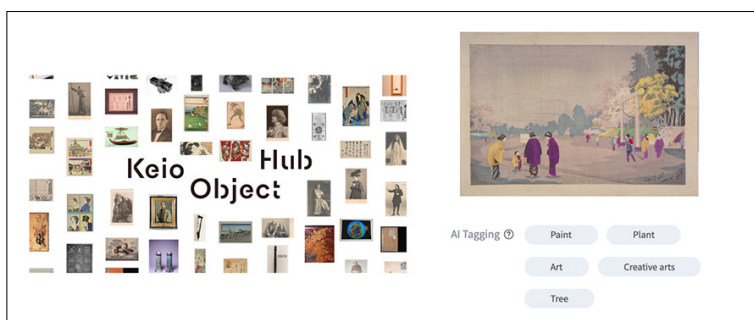 Keio
Object
Hub
AI Tagging ?
Paint
Plant
Art
Creative arts
Tree